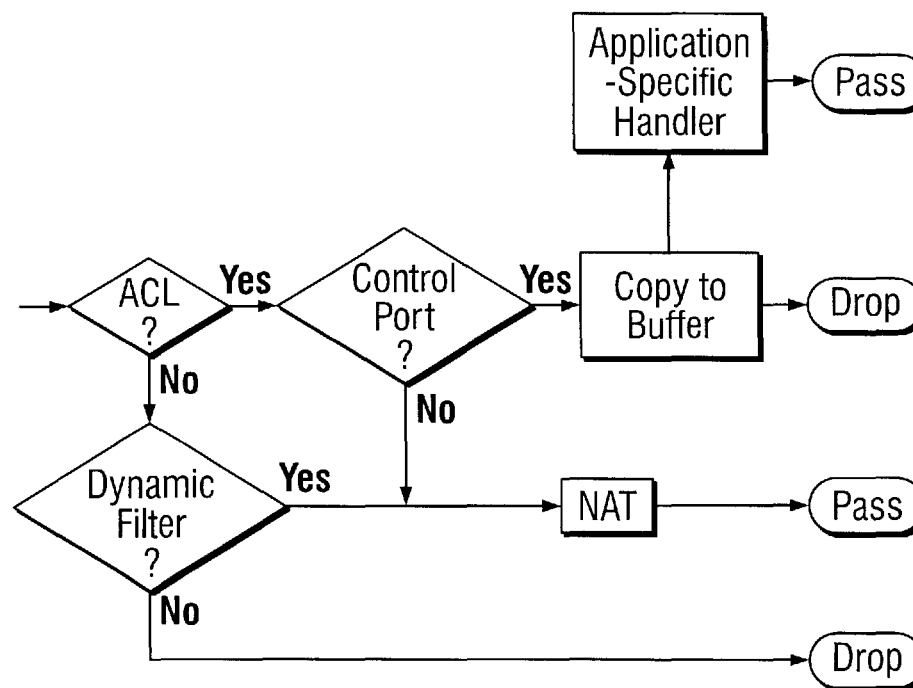 Application
-Specific
Handler
Pass
ACL
?
Yes
Control
Port
?
Yes
Copy to
Buffer
Drop
No
No
Dynamic
Filter
?
Yes
NAT
Pass
No
Drop